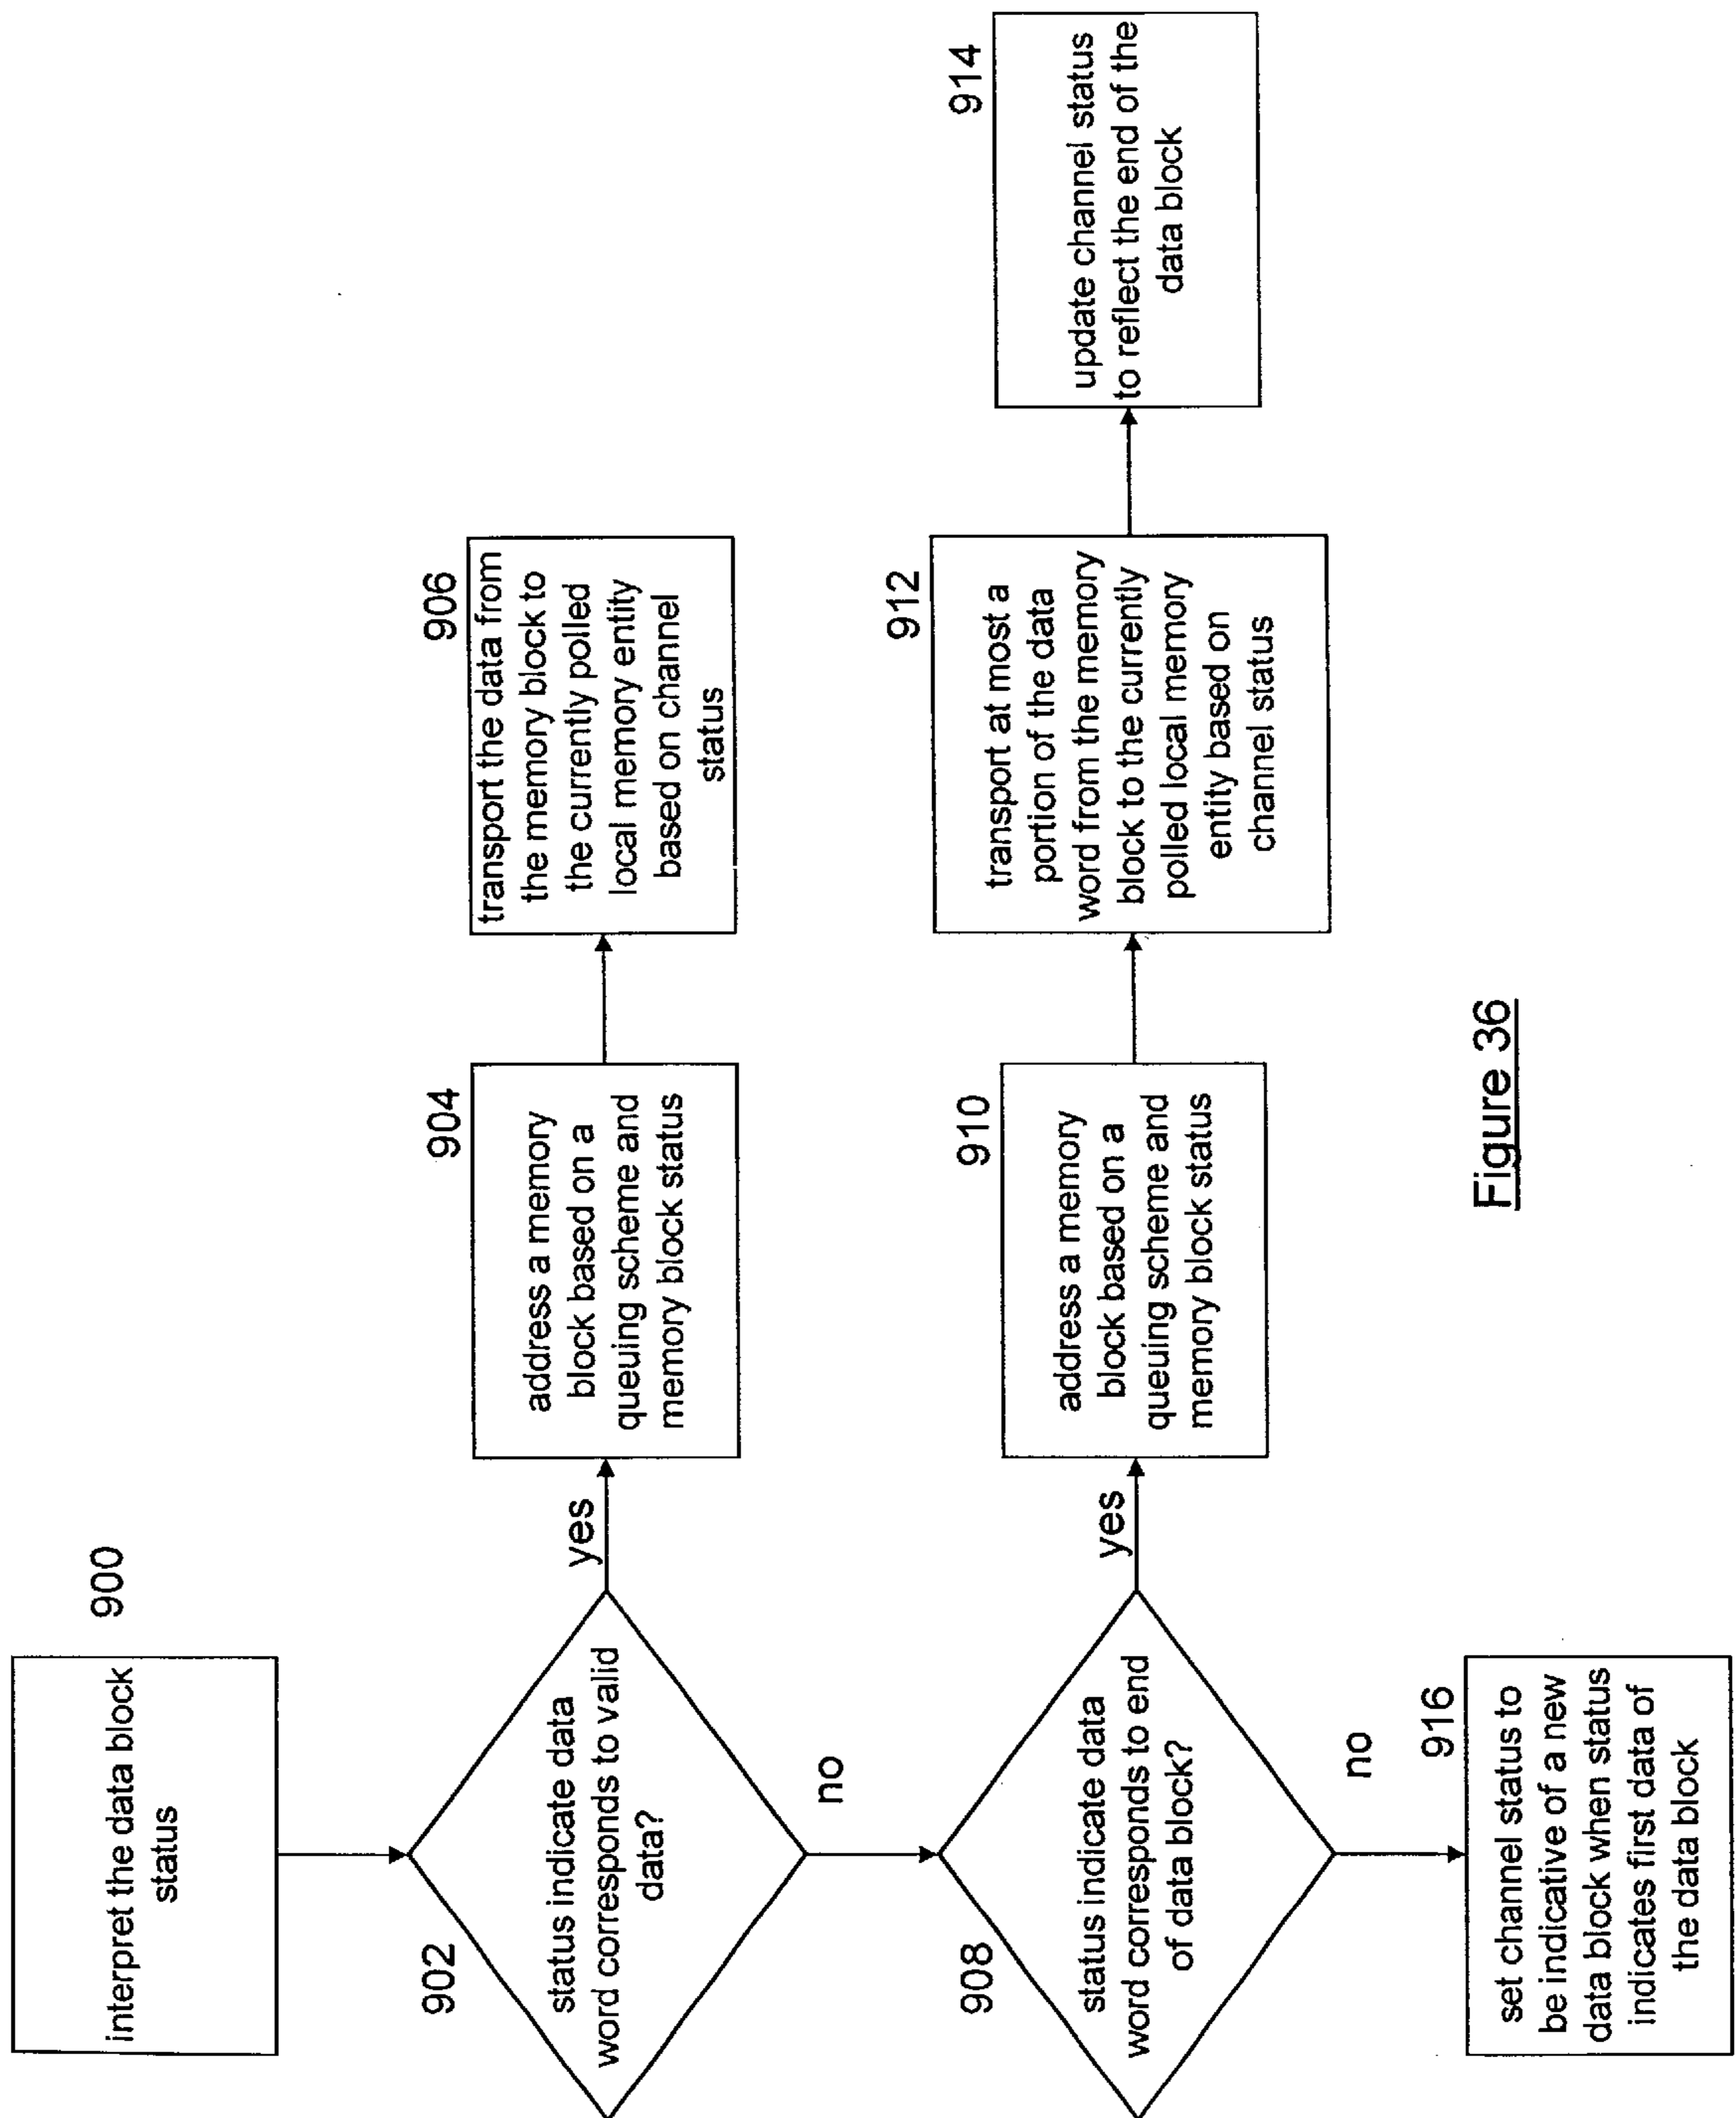 900
interpret the data block
status
902
status indicate data
word corresponds to valid
data?
yes
904
address a memory
block based on a
queuing scheme and
memory block status
906
transport the data from
the memory block to
the currently polled
local memory entity
based on channel
status
no
908
status indicate data
word corresponds to end
of data block?
yes
910
address a memory
block based on a
queuing scheme and
memory block status
912
transport at most a
portion of the data
word from the memory
block to the currently
polled local memory
entity based on
channel status
914
update channel status
to reflect the end of the
data block
no
916
set channel status to
be indicative of a new
data block when status
indicates first data of
the data block
Figure 36